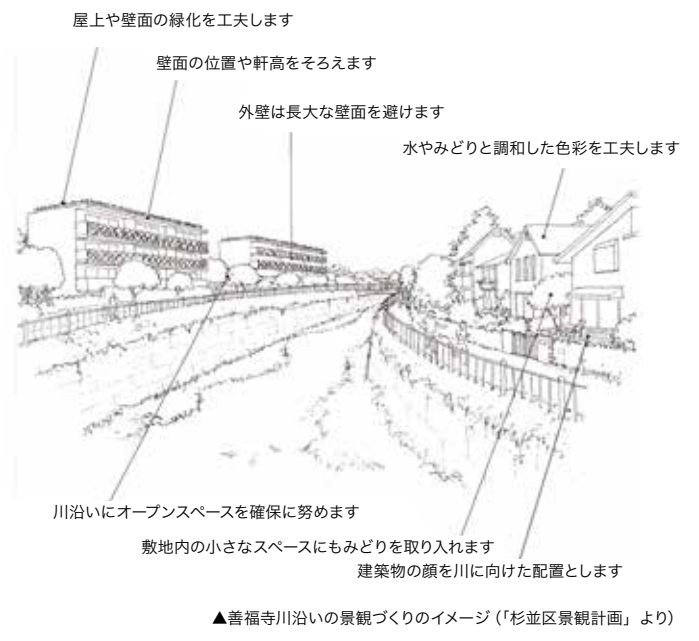 屋上や壁面の緑化を工夫します
壁面の位置や軒高をそろえます
外壁は長大な壁面を避けます
水やみどりと調和した色彩を工夫します
川沿いにオープンスペースを確保に努めます
敷地内の小さなスペースにもみどりを取り入れます
建築物の顔を川に向けた配置とします
▲善福寺川沿いの景観づくりのイメージ（「杉並区景観計画」より）